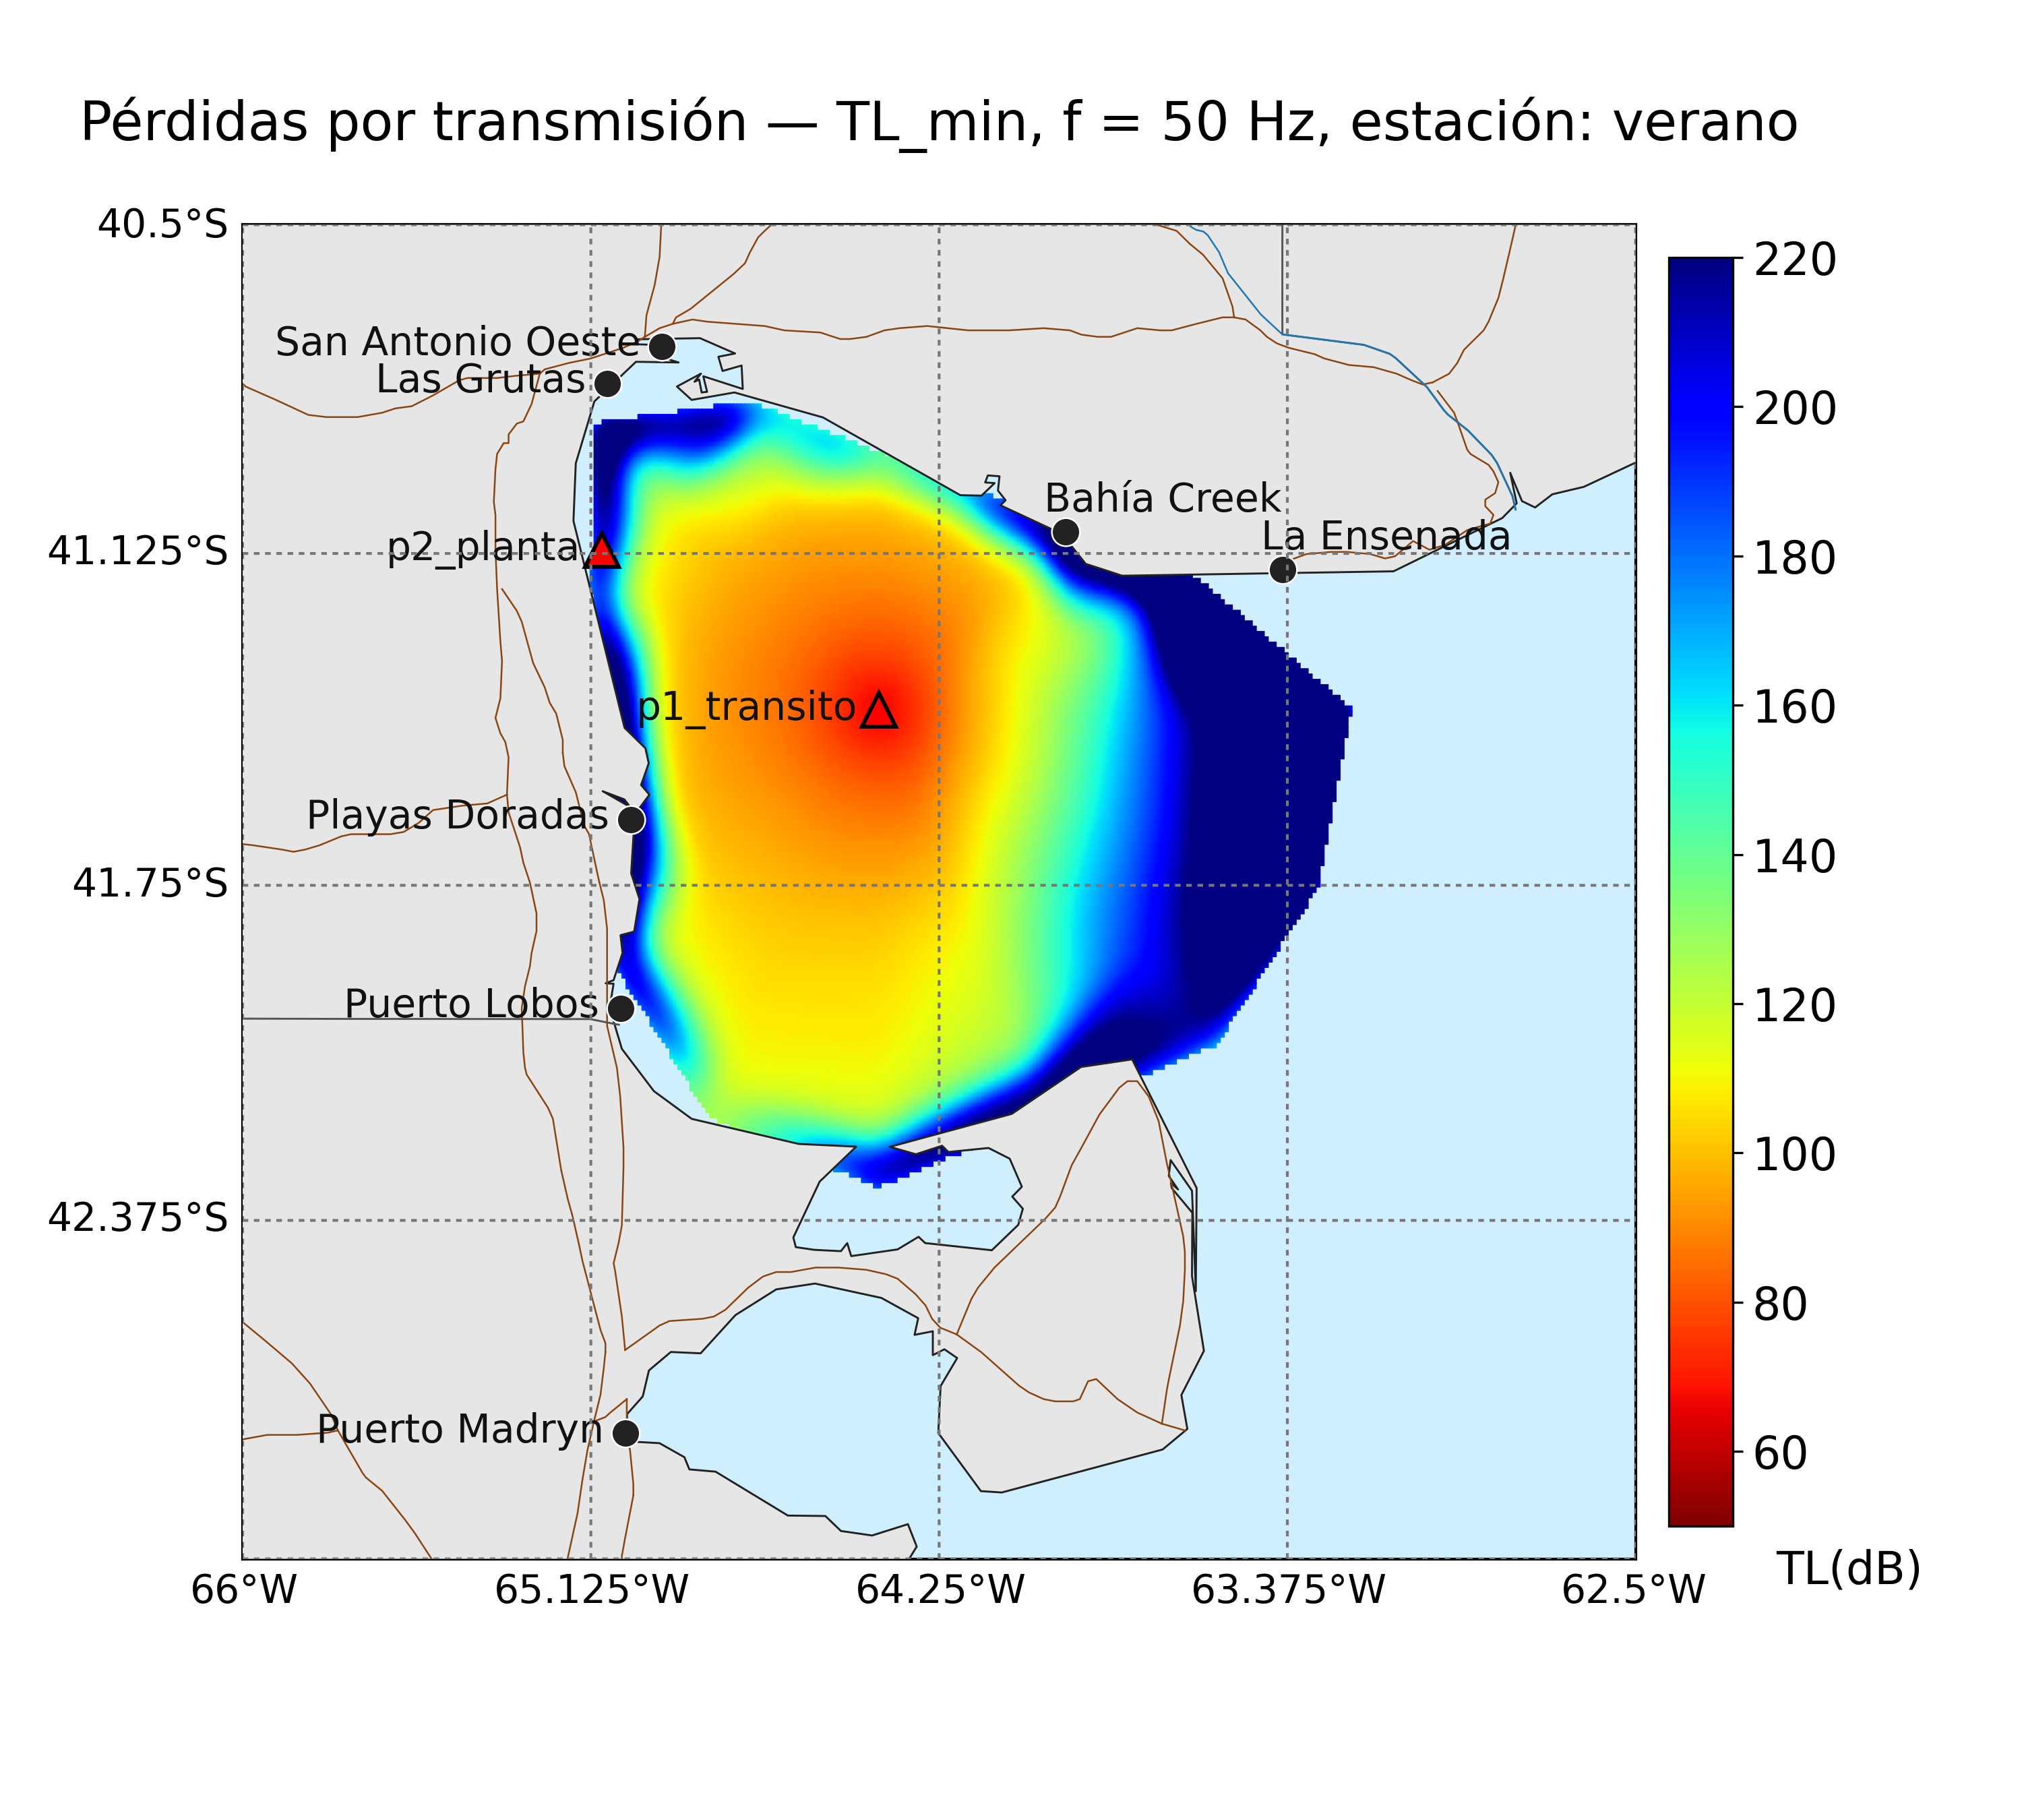 Pérdidas por transmisión — TL_min, f = 50 Hz, estación: verano
40.5°S
41.125°S
41.75°S
42.375°S
San Antonio Oeste
Las Grutas
Bahía Creek
La Ensenada
p2_planta
p1_transito
Playas Doradas
Puerto Lobos
Puerto Madryn
66°W
65.125°W
64.25°W
63.375°W
62.5°W
220
200
180
160
140
120
100
80
60
TL(dB)